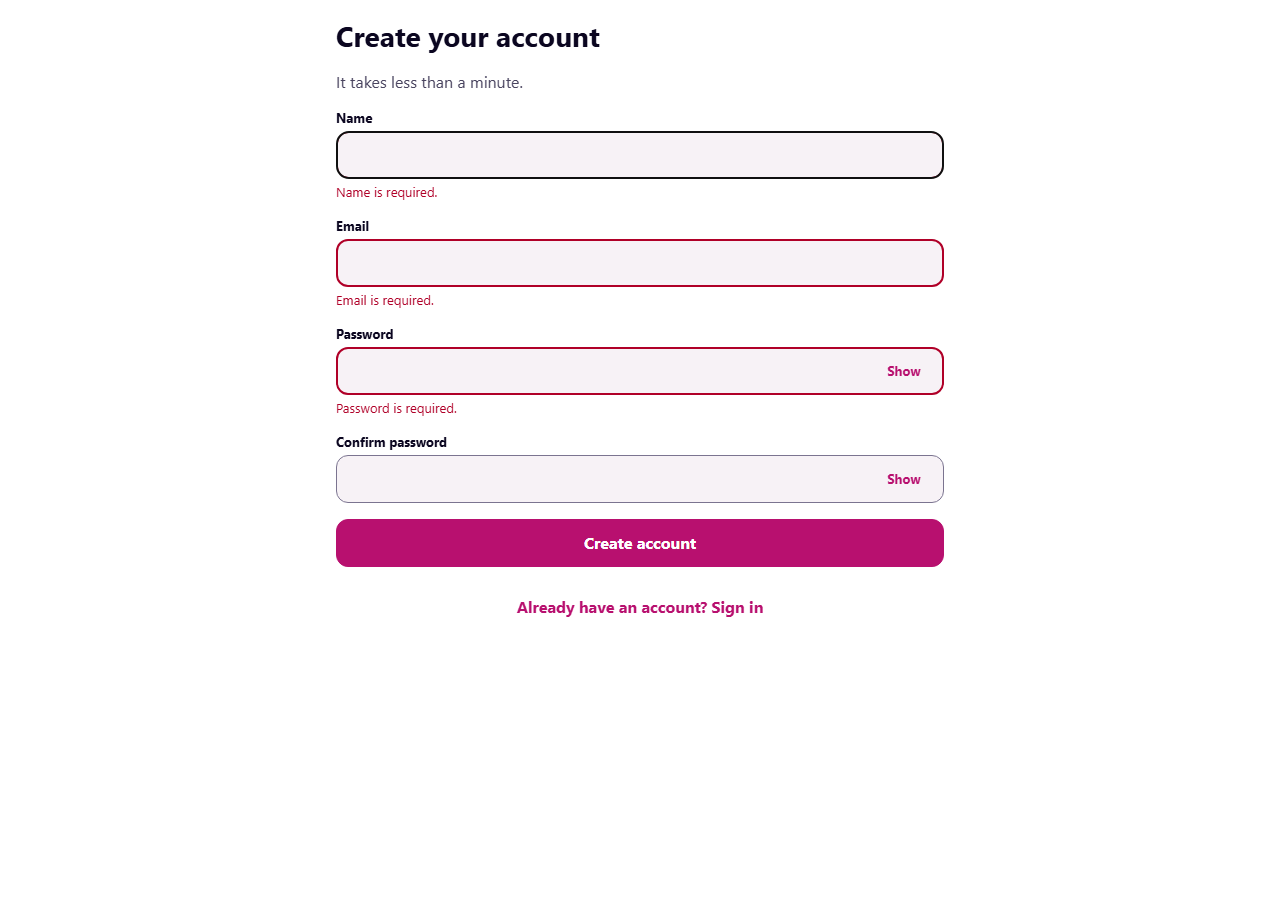 Create your account
It takes less than a minute.
Name
Name is required.
Email
Email is required.
Password
Show
Password is required.
Confirm password
Show
Create account
Already have an account? Sign in